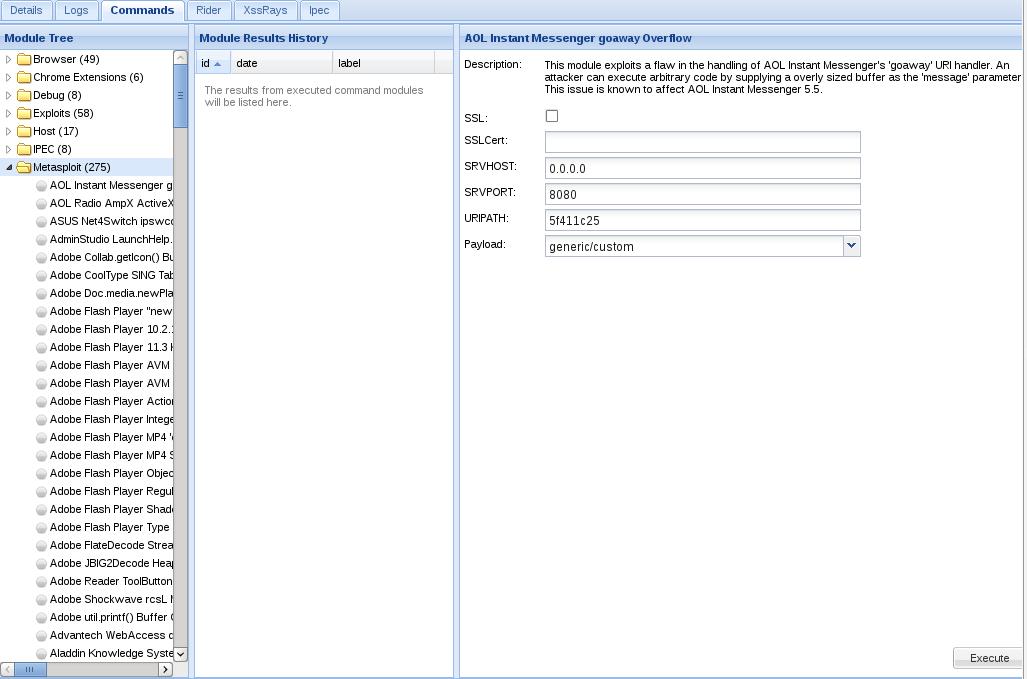 Details Logs Commands Rider XssRays Ipec
Module Tree
Browser (49)
Chrome Extensions (6)
Debug (8)
Exploits (58)
Host (17)
IPEC (8)
Metasploit (275)
AOL Instant Messenger g
AOL Radio AmpX ActiveX
ASUS Net4Switch ipswcc
AdminStudio LaunchHelp.
Adobe Collab.getIcon() Bu
Adobe CoolType SING Tab
Adobe Doc.media.newPla
Adobe Flash Player "new
Adobe Flash Player 10.2.1
Adobe Flash Player 11.3 K
Adobe Flash Player AVM
Adobe Flash Player AVM
Adobe Flash Player Action
Adobe Flash Player Intege
Adobe Flash Player MP4 'c
Adobe Flash Player MP4 S
Adobe Flash Player Objec
Adobe Flash Player Regul
Adobe Flash Player Shade
Adobe Flash Player Type
Adobe FlateDecode Strea
Adobe JBIG2Decode Heap
Adobe Reader ToolButton
Adobe Shockwave rcsL M
Adobe util.printf() Buffer O
Advantech WebAccess d
Aladdin Knowledge Syste
Module Results History
id date label
The results from executed command modules
will be listed here.
AOL Instant Messenger goaway Overflow
Description: This module exploits a flaw in the handling of AOL Instant Messenger's 'goaway' URI handler. An
attacker can execute arbitrary code by supplying a overly sized buffer as the 'message' parameter
This issue is known to affect AOL Instant Messenger 5.5.
SSL:
SSLCert:
SRVHOST: 0.0.0.0
SRVPORT: 8080
URIPATH: 5f411c25
Payload: generic/custom
Execute